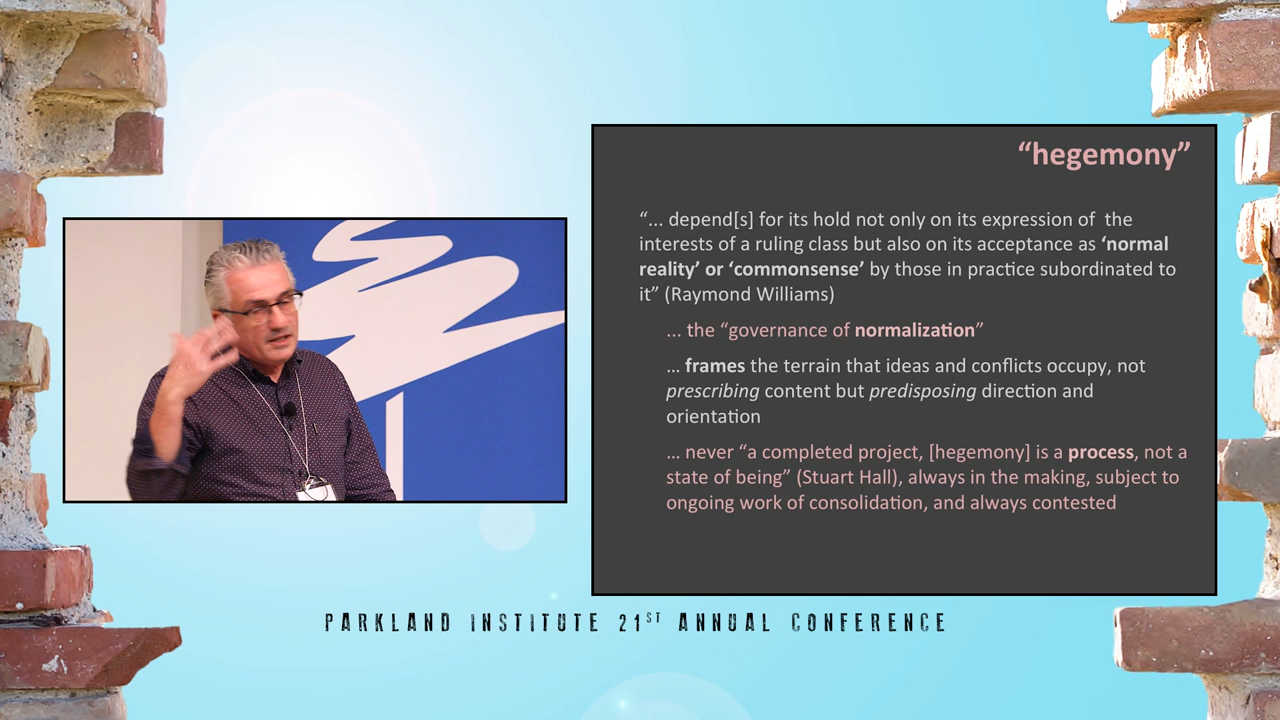 “hegemony”
“... depend[s] for its hold not only on its expression of the
interests of a ruling class but also on its acceptance as ‘normal
reality’ or ‘commonsense’ by those in practice subordinated to
it” (Raymond Williams)
... the “governance of normalization”
... frames the terrain that ideas and conflicts occupy, not
prescribing content but predisposing direction and
orientation
... never “a completed project, [hegemony] is a process, not a
state of being” (Stuart Hall), always in the making, subject to
ongoing work of consolidation, and always contested
PARKLAND INSTITUTE 21ST ANNUAL CONFERENCE